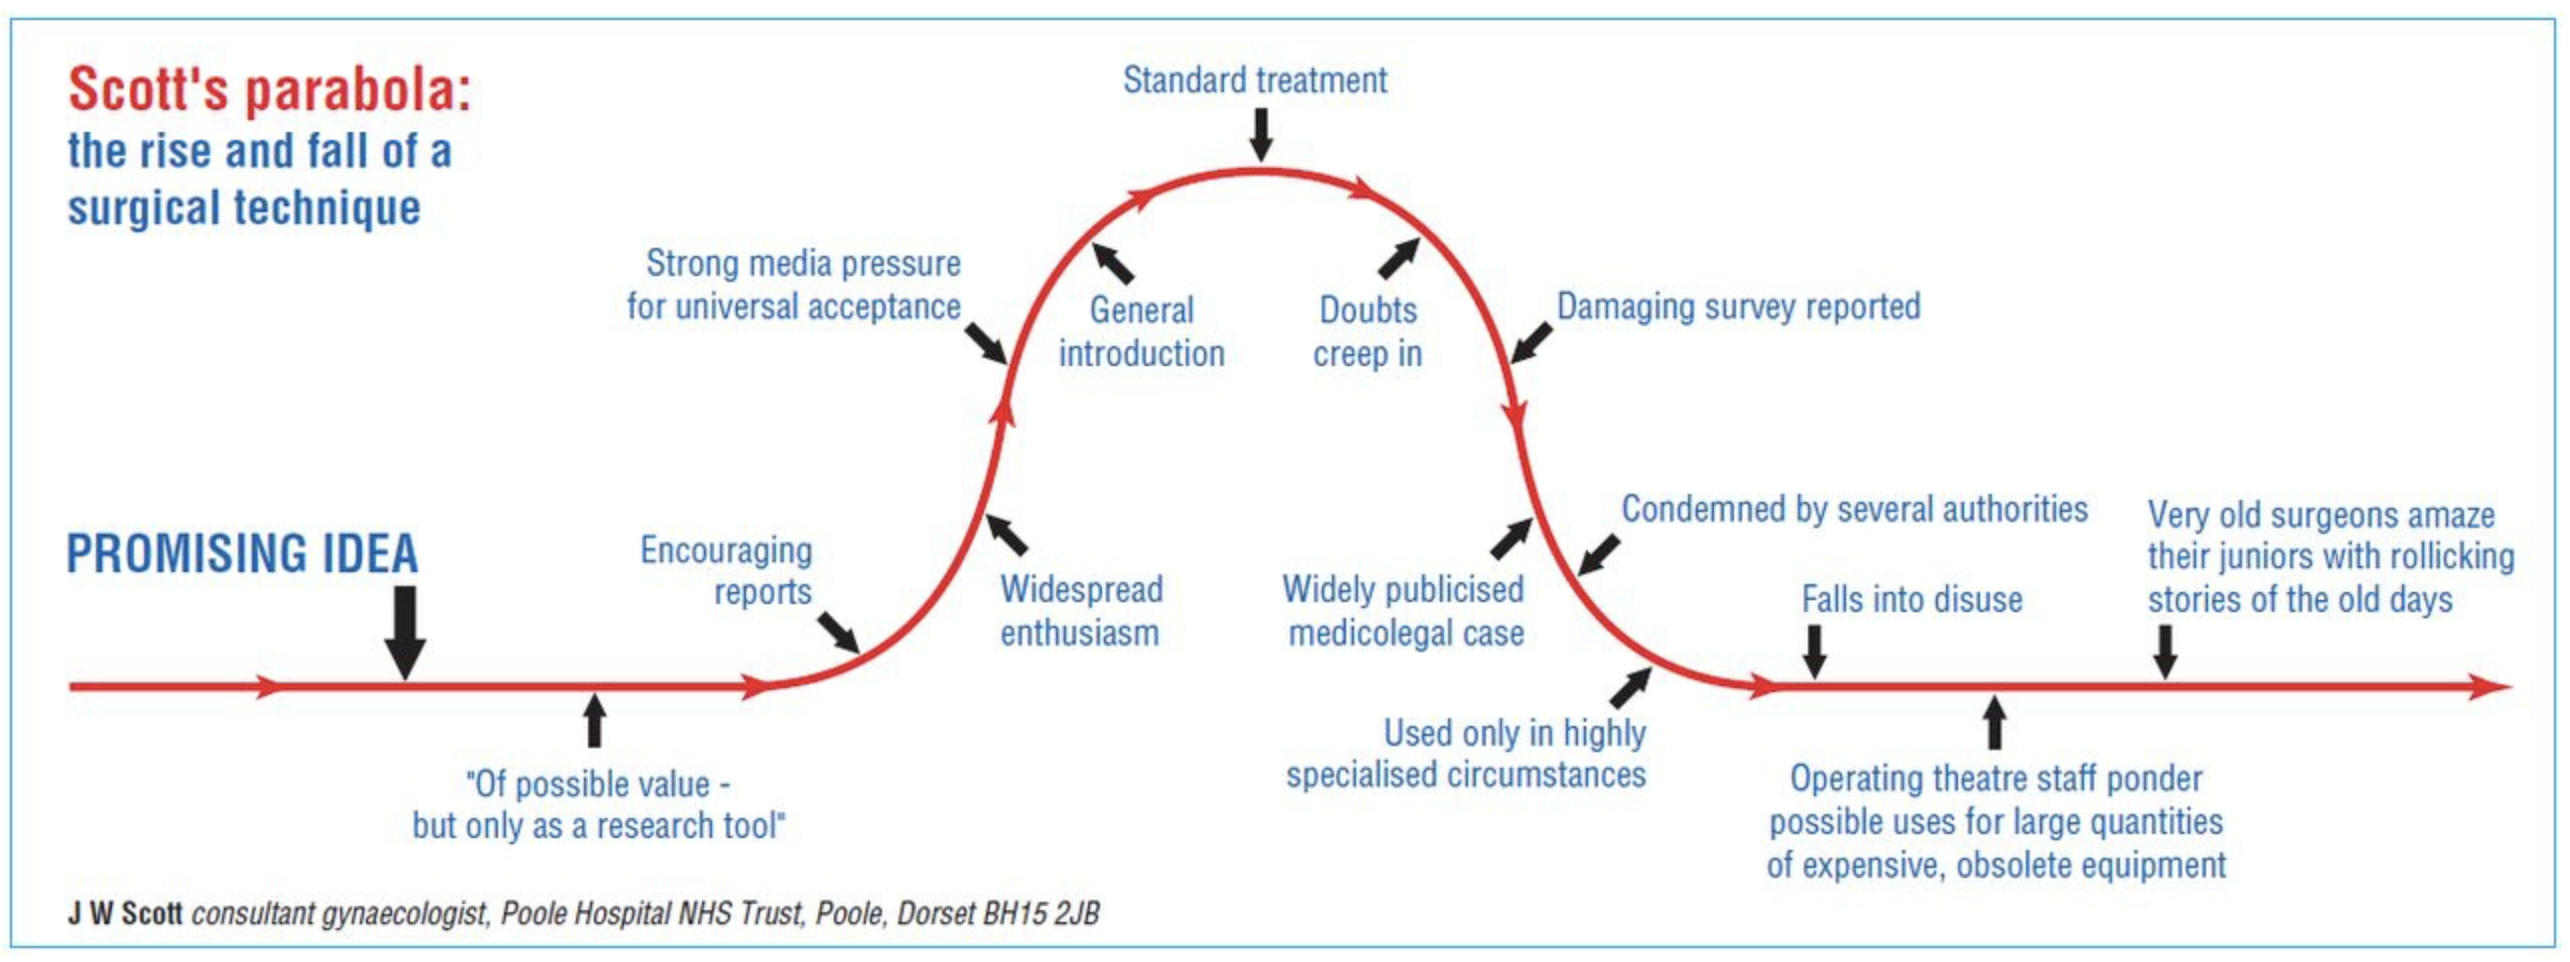 Scott's parabola:
the rise and fall of a
surgical technique
PROMISING IDEA
"Of possible value -
but only as a research tool"
Encouraging
reports
Widespread
enthusiasm
Strong media pressure
for universal acceptance
General
introduction
Standard treatment
Doubts
creep in
Damaging survey reported
Widely publicised
medicolegal case
Condemned by several authorities
Used only in highly
specialised circumstances
Falls into disuse
Operating theatre staff ponder
possible uses for large quantities
of expensive, obsolete equipment
Very old surgeons amaze
their juniors with rollicking
stories of the old days
J W Scott consultant gynaecologist, Poole Hospital NHS Trust, Poole, Dorset BH15 2JB